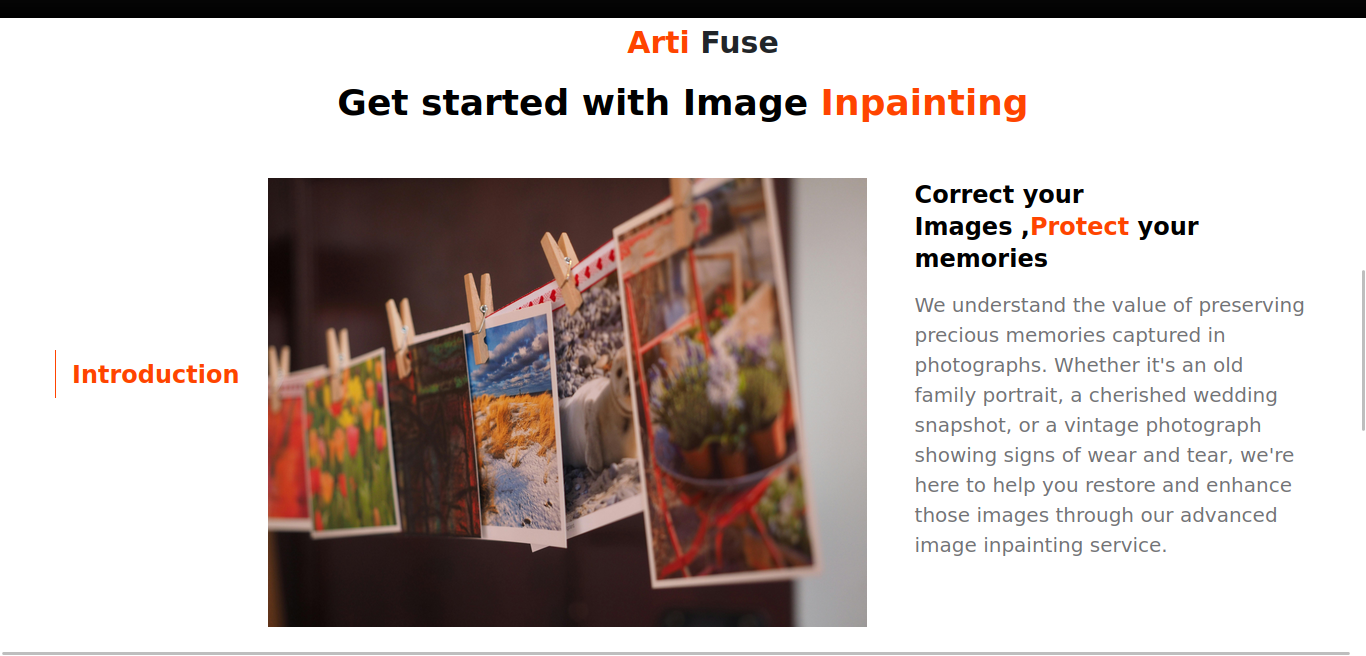 Arti Fuse
Get started with Image Inpainting
Introduction
Correct your
Images ,Protect your
memories
We understand the value of preserving
precious memories captured in
photographs. Whether it's an old
family portrait, a cherished wedding
snapshot, or a vintage photograph
showing signs of wear and tear, we're
here to help you restore and enhance
those images through our advanced
image inpainting service.